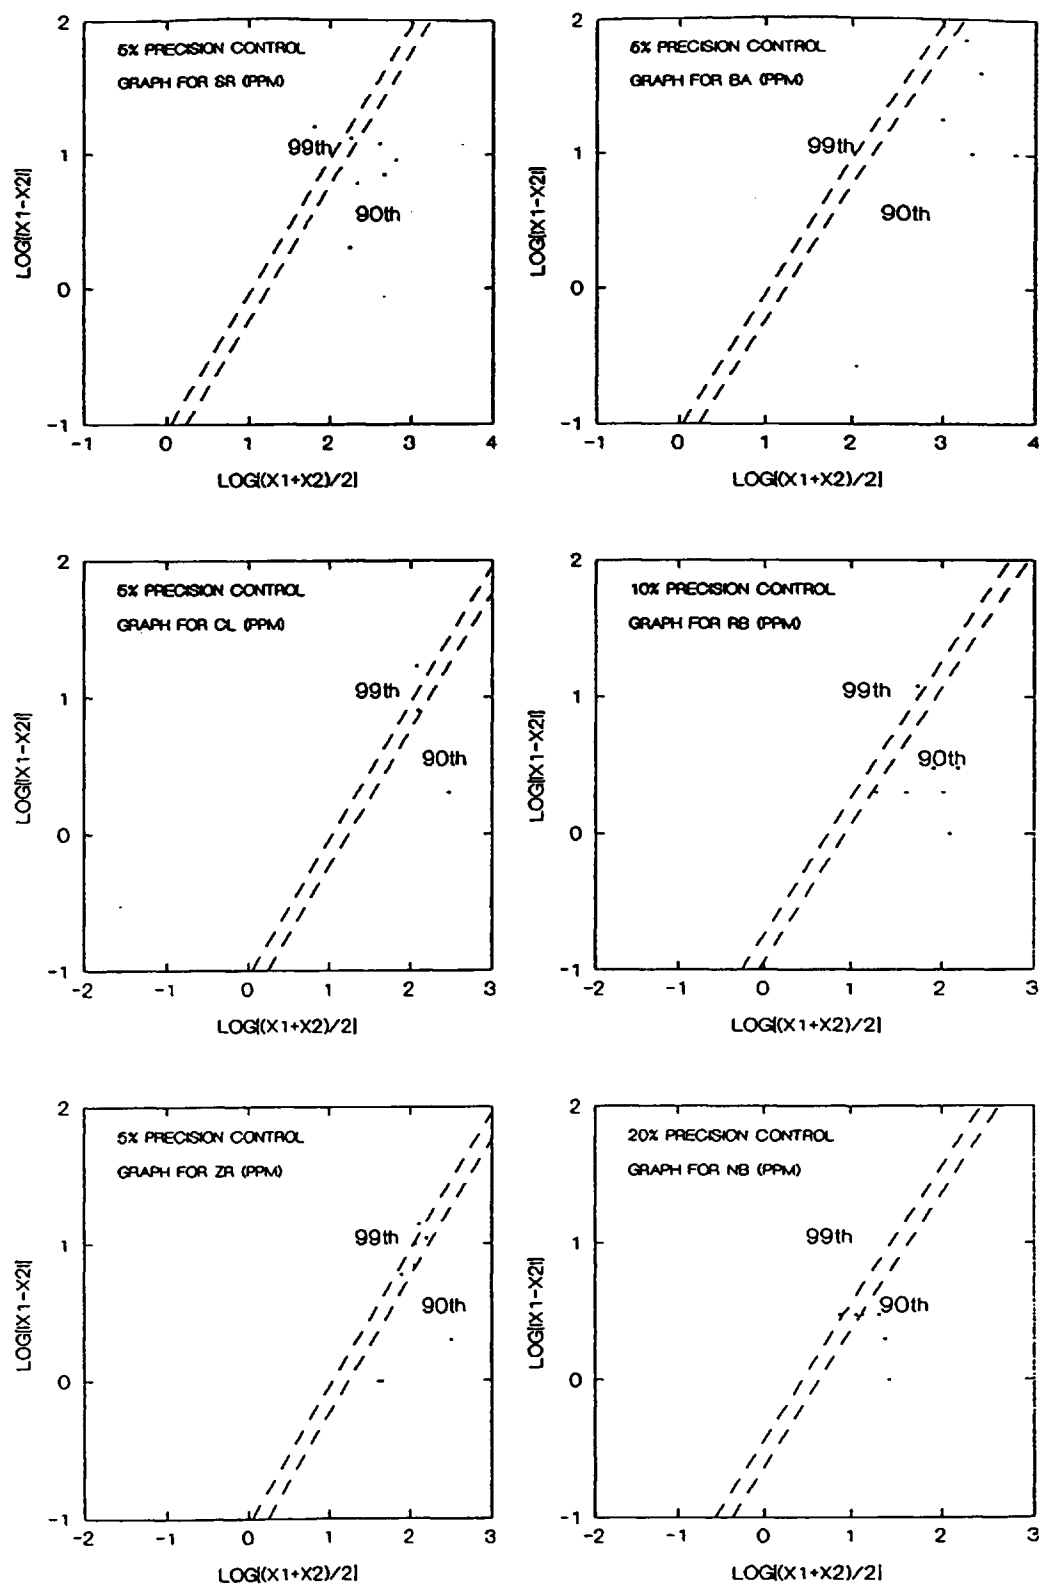 2
5% PRECISION CONTROL
GRAPH FOR SR (PPM)
99th
1
90th
0
-1
-1 0 1 2 3 4
LOG[|X1-X2|]
LOG[(X1+X2)/2]
2
5% PRECISION CONTROL
GRAPH FOR BA (PPM)
99th
1
90th
0
-1
-1 0 1 2 3 4
LOG[|X1-X2|]
LOG[(X1+X2)/2]
2
5% PRECISION CONTROL
GRAPH FOR CL (PPM)
99th
1
90th
0
-1
-2 -1 0 1 2 3
LOG[|X1-X2|]
LOG[(X1+X2)/2]
2
10% PRECISION CONTROL
GRAPH FOR RB (PPM)
99th
1
90th
0
-1
-2 -1 0 1 2 3
LOG[|X1-X2|]
LOG[(X1+X2)/2]
2
5% PRECISION CONTROL
GRAPH FOR ZR (PPM)
99th
1
90th
0
-1
-2 -1 0 1 2 3
LOG[|X1-X2|]
LOG[(X1+X2)/2]
2
20% PRECISION CONTROL
GRAPH FOR NB (PPM)
99th
1
90th
0
-1
-2 -1 0 1 2 3
LOG[|X1-X2|]
LOG[(X1+X2)/2]